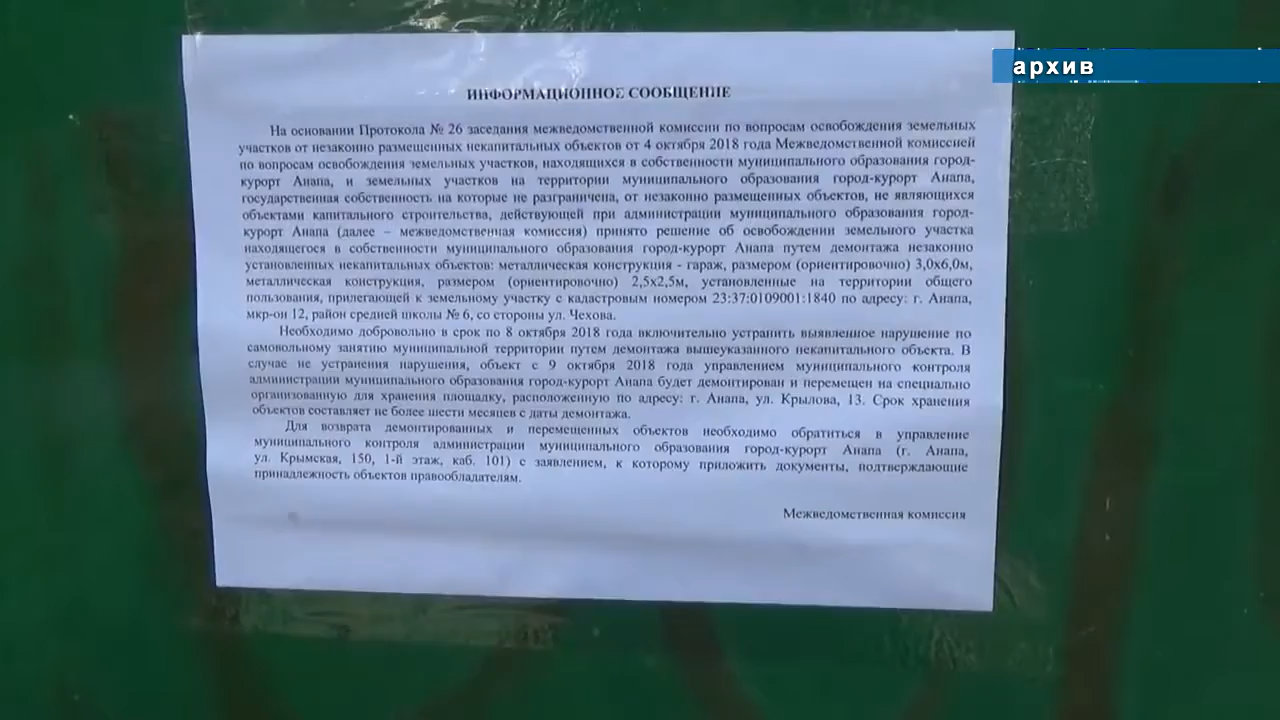 архив
ИНФОРМАЦИОННОЕ СООБЩЕНИЕ
На основании Протокола № 26 заседания межведомственной комиссии по вопросам освобождения земельных
участков от незаконно размещенных некапитальных объектов от 4 октября 2018 года Межведомственной комиссией
по вопросам освобождения земельных участков, находящихся в собственности муниципального образования город-
курорт Анапа, и земельных участков на территории муниципального образования город-курорт Анапа,
государственная собственность на которые не разграничена, от незаконно размещенных объектов, не являющихся
объектами капитального строительства, действующей при администрации муниципального образования город-
курорт Анапа (далее – межведомственная комиссия) принято решение об освобождении земельного участка
находящегося в собственности муниципального образования город-курорт Анапа путем демонтажа незаконно
установленных некапитальных объектов: металлическая конструкция - гараж, размером (ориентировочно) 3,0х6,0м,
металлическая конструкция, размером (ориентировочно) 2,5х2,5м, установленные на территории общего
пользования, прилегающей к земельному участку с кадастровым номером 23:37:0109001:1840 по адресу: г. Анапа,
мкр-он 12, район средней школы № 6, со стороны ул. Чехова.
Необходимо добровольно в срок по 8 октября 2018 года включительно устранить выявленное нарушение по
самовольному занятию муниципальной территории путем демонтажа вышеуказанного некапитального объекта. В
случае не устранения нарушения, объект с 9 октября 2018 года управлением муниципального контроля
администрации муниципального образования город-курорт Анапа будет демонтирован и перемещен на специально
организованную для хранения площадку, расположенную по адресу: г. Анапа, ул. Крылова, 13. Срок хранения
объектов составляет не более шести месяцев с даты демонтажа.
Для возврата демонтированных и перемещенных объектов необходимо обратиться в управление
муниципального контроля администрации муниципального образования город-курорт Анапа (г. Анапа,
ул. Крымская, 150, 1-й этаж, каб. 101) с заявлением, к которому приложить документы, подтверждающие
принадлежность объектов правообладателям.
Межведомственная комиссия